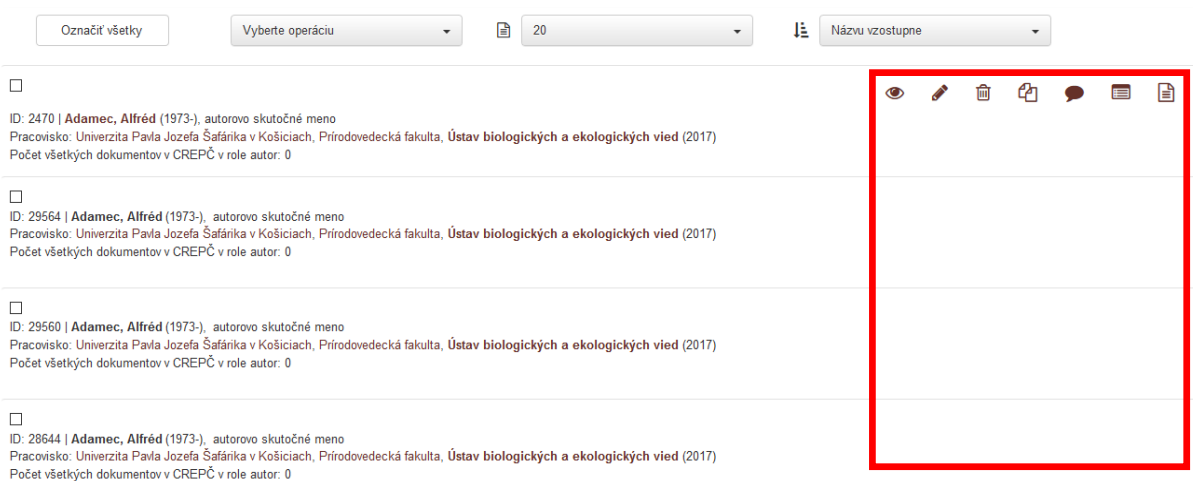 Označiť všetky
Vyberte operáciu
20
Názvu vzostupne
ID: 2470 | Adamec, Alfréd (1973-), autorovo skutočné meno
Pracovisko: Univerzita Pavla Jozefa Šafárika v Košiciach, Prírodovedecká fakulta, Ústav biologických a ekologických vied (2017)
Počet všetkých dokumentov v CREPČ v role autor: 0
ID: 29564 | Adamec, Alfréd (1973-), autorovo skutočné meno
Pracovisko: Univerzita Pavla Jozefa Šafárika v Košiciach, Prírodovedecká fakulta, Ústav biologických a ekologických vied (2017)
Počet všetkých dokumentov v CREPČ v role autor: 0
ID: 29560 | Adamec, Alfréd (1973-), autorovo skutočné meno
Pracovisko: Univerzita Pavla Jozefa Šafárika v Košiciach, Prírodovedecká fakulta, Ústav biologických a ekologických vied (2017)
Počet všetkých dokumentov v CREPČ v role autor: 0
ID: 28644 | Adamec, Alfréd (1973-), autorovo skutočné meno
Pracovisko: Univerzita Pavla Jozefa Šafárika v Košiciach, Prírodovedecká fakulta, Ústav biologických a ekologických vied (2017)
Počet všetkých dokumentov v CREPČ v role autor: 0